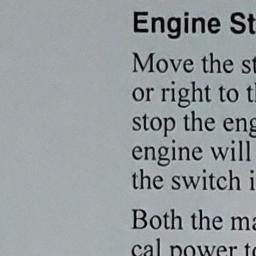 Engine St
Move the st
or right to t
stop the eng
engine will
the switch i
Both the ma
cal power to